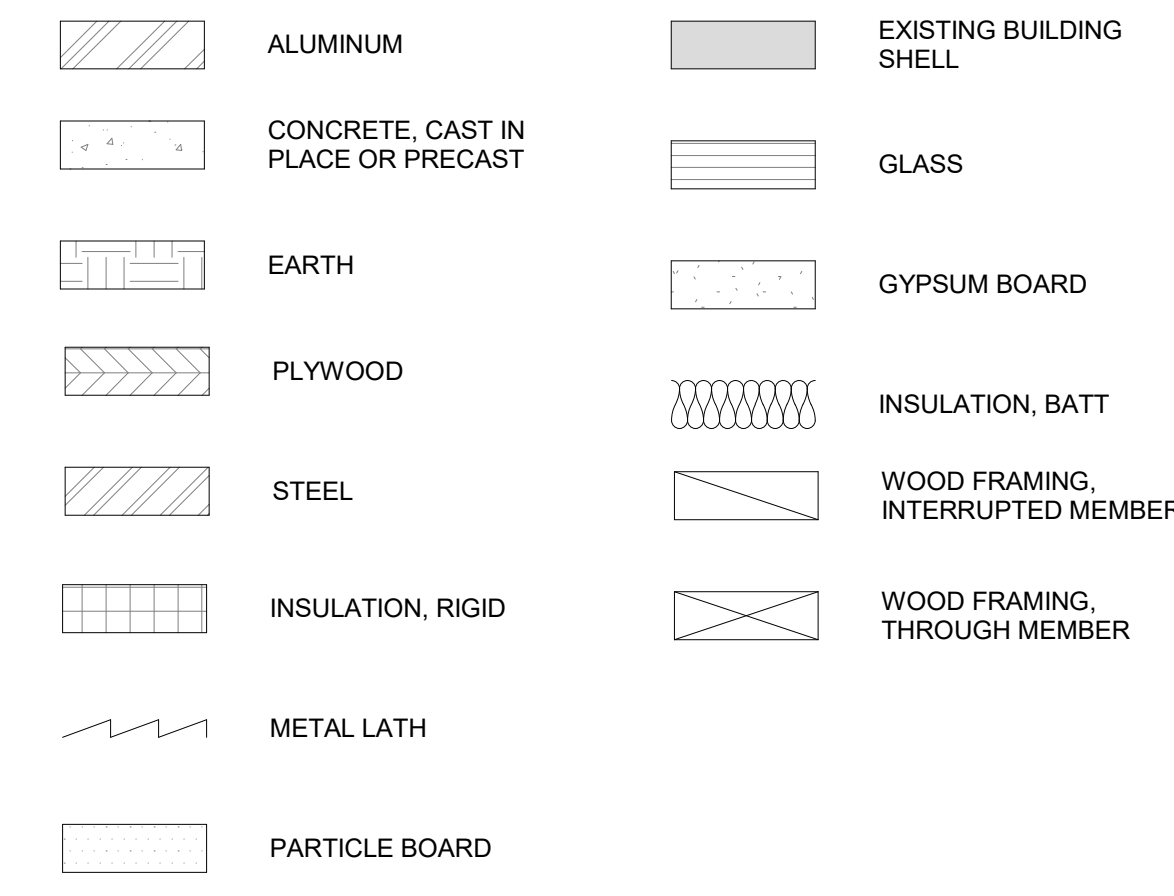 ALUMINUM
CONCRETE, CAST IN
PLACE OR PRECAST
EARTH
PLYWOOD
STEEL
INSULATION, RIGID
METAL LATH
PARTICLE BOARD
EXISTING BUILDING
SHELL
GLASS
GYPSUM BOARD
INSULATION, BATT
WOOD FRAMING,
INTERRUPTED MEMBER
WOOD FRAMING,
THROUGH MEMBER